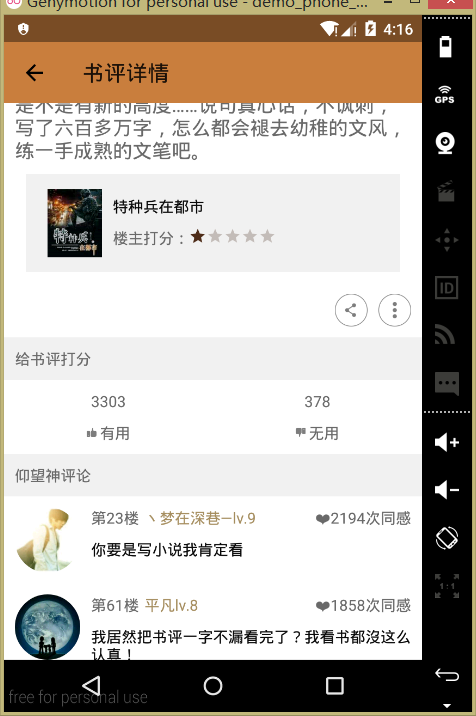 Genymotion for personal use - demo_phone_...
4:16
书评详情
是不是有新的高度……说句真心话，不讽刺，
写了六百多万字，怎么都会褪去幼稚的文风，
练一手成熟的文笔吧。
特种兵在都市
楼主打分：
给书评打分
3303
378
有用
无用
仰望神评论
第23楼 丶梦在深巷—lv.9
2194次同感
你要是写小说我肯定看
第61楼 平凡lv.8
1858次同感
我居然把书评一字不漏看完了？我看书都沒这么
认真！
free for personal use
GPS
ID
1:1